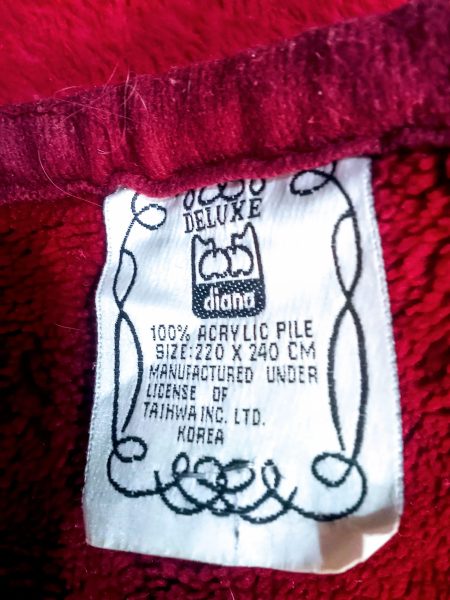 DELUXE
diana
100% ACRYLIC PILE
SIZE:220 X 240 CM
MANUFACTURED UNDER
LICENSE OF
TAIHWA INC. LTD.
KOREA